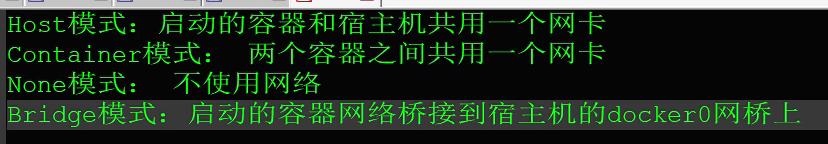 Host模式：启动的容器和宿主机共用一个网卡
Container模式： 两个容器之间共用一个网卡
None模式： 不使用网络
Bridge模式：启动的容器网络桥接到宿主机的docker0网桥上